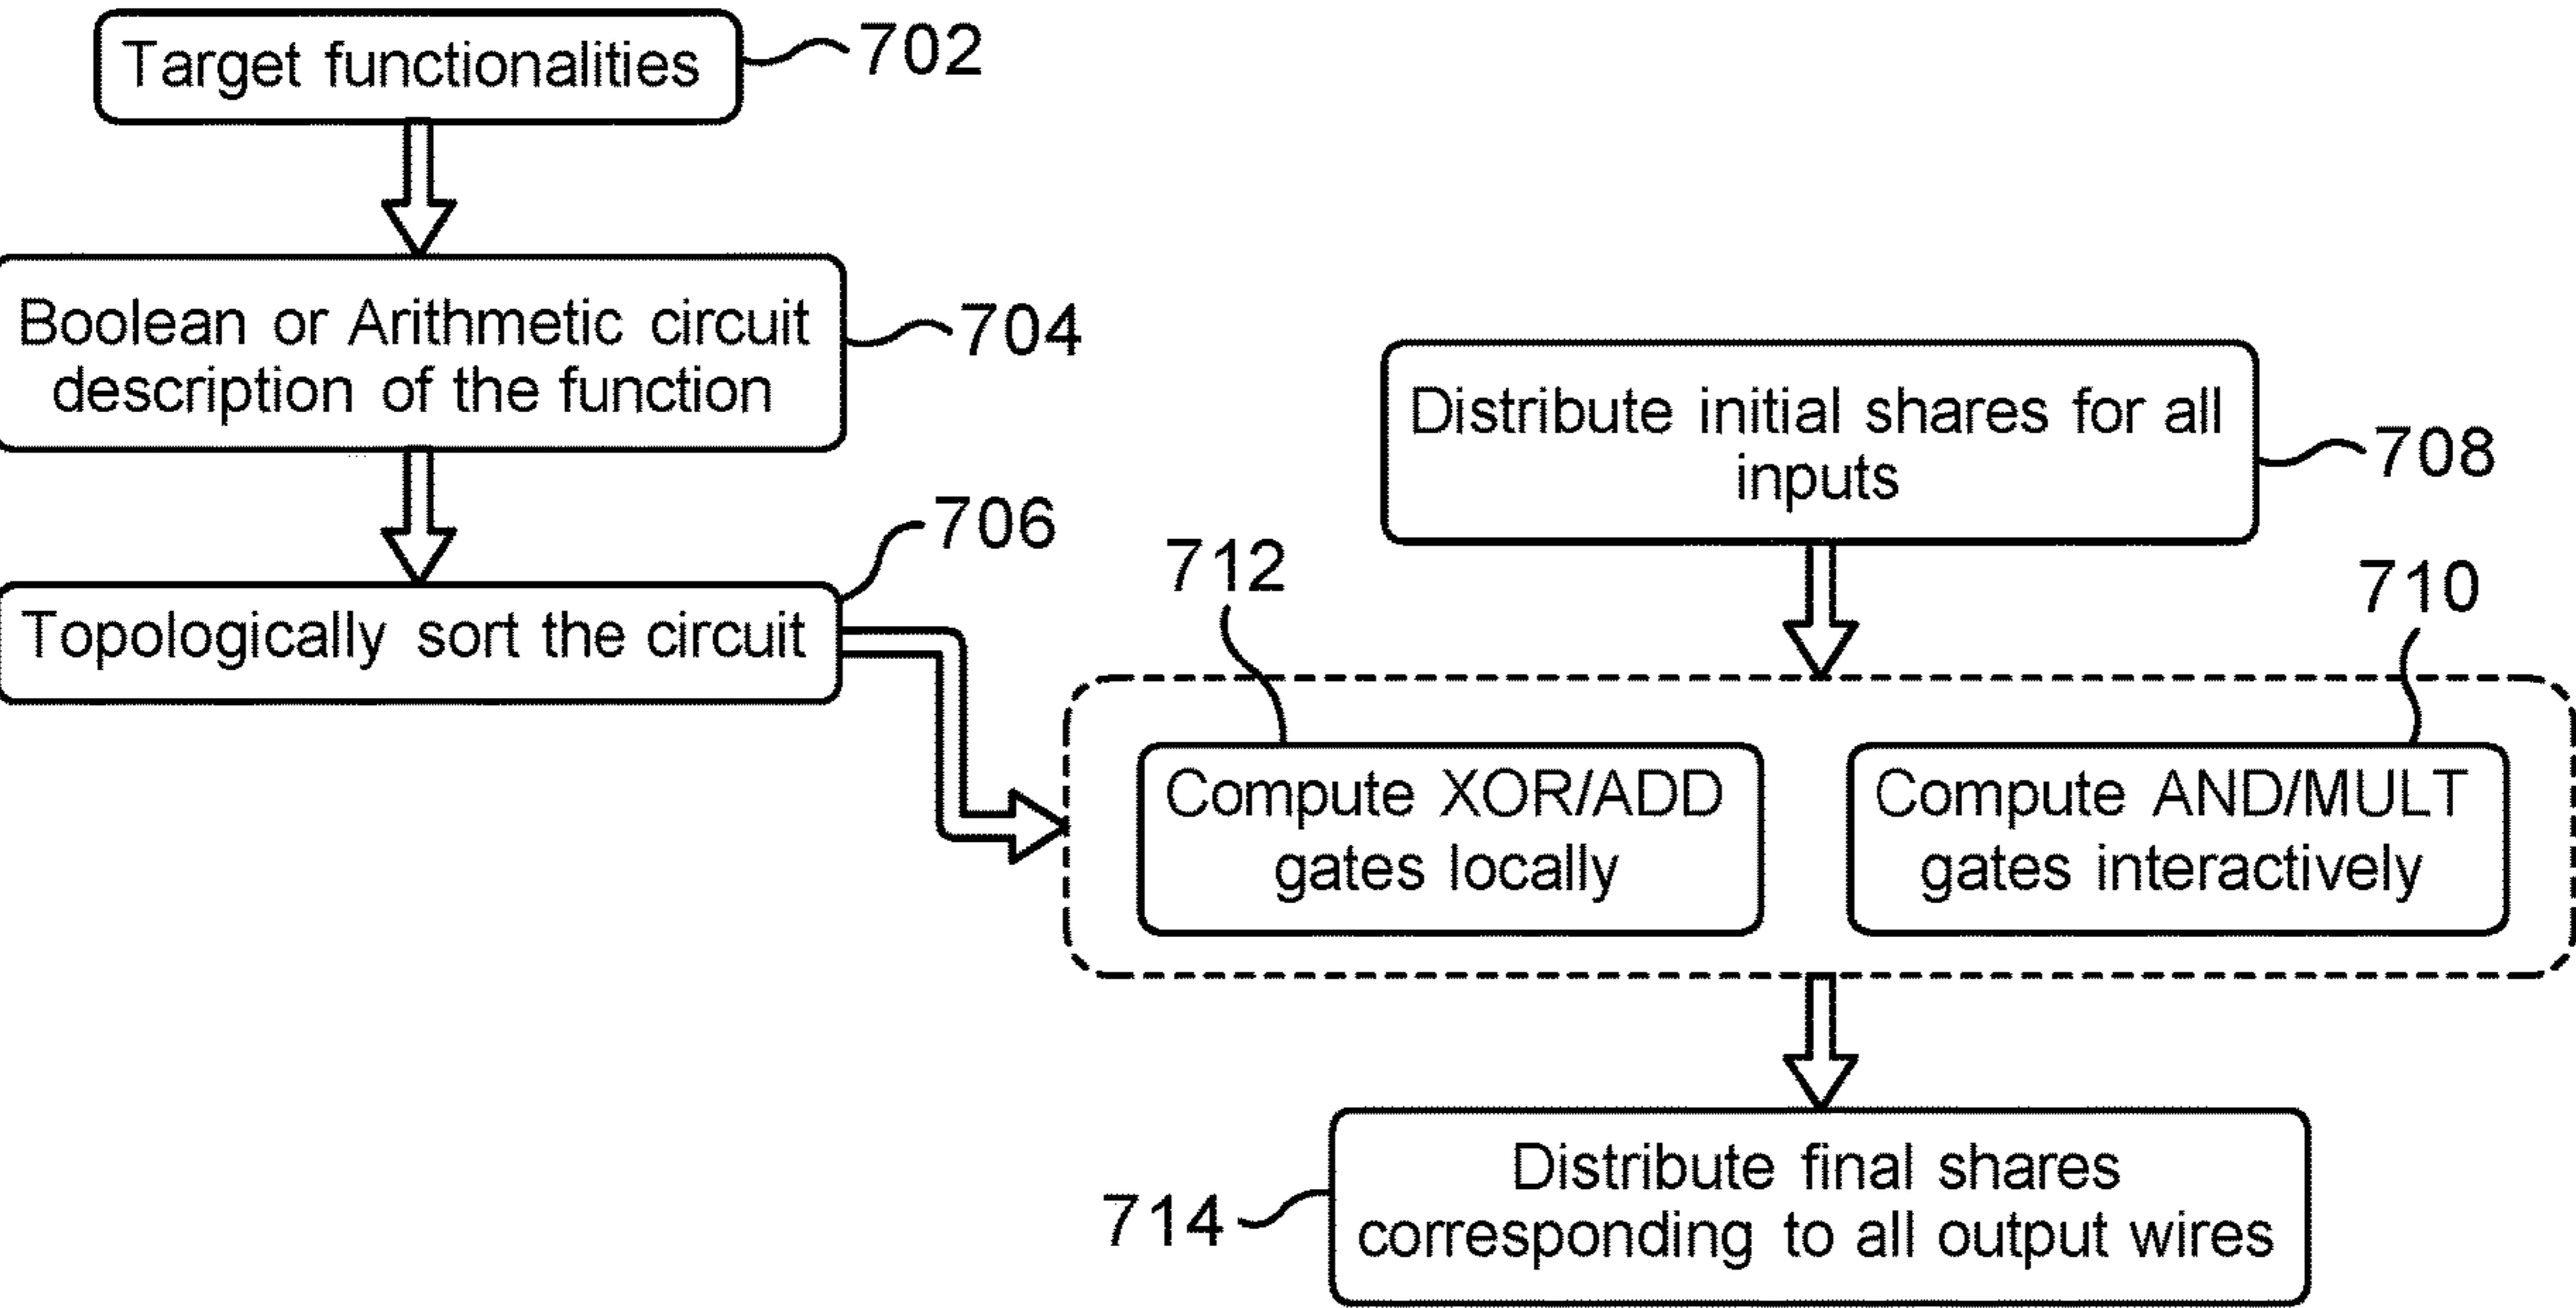 Target functionalities
702
Boolean or Arithmetic circuit
description of the function
704
Topologically sort the circuit
706
Distribute initial shares for all
inputs
708
712
710
Compute XOR/ADD
gates locally
Compute AND/MULT
gates interactively
Distribute final shares
corresponding to all output wires
714